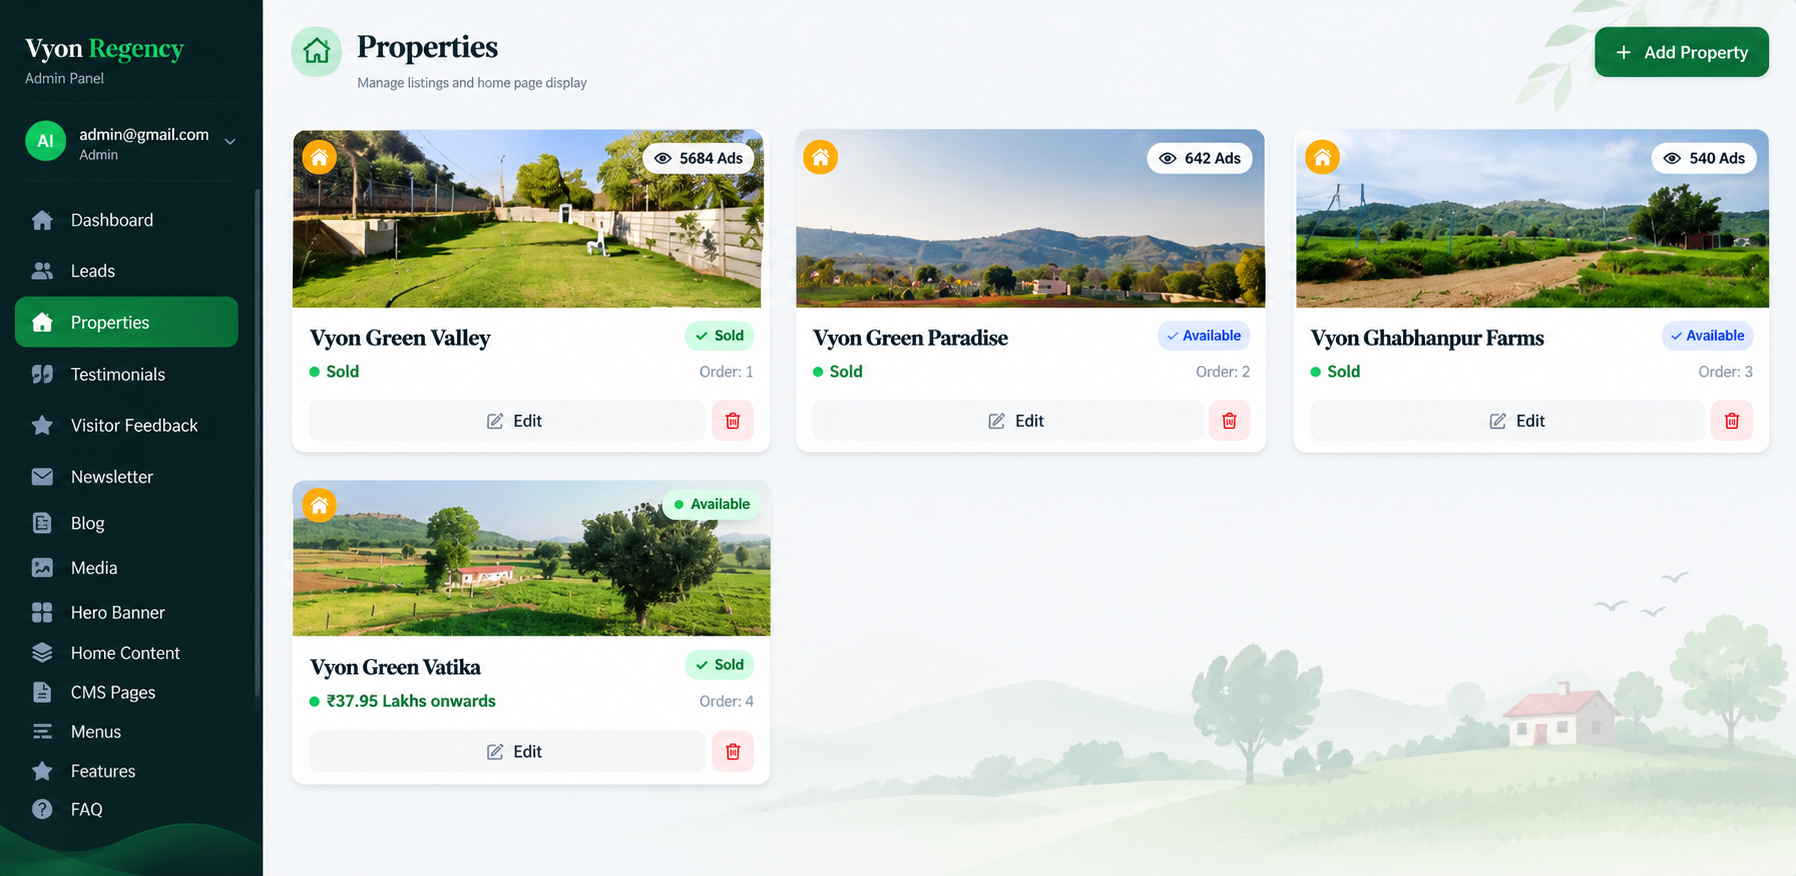 Vyon Regency
Admin Panel
AI
admin@gmail.com
Admin
Dashboard
Leads
Properties
Testimonials
Visitor Feedback
Newsletter
Blog
Media
Hero Banner
Home Content
CMS Pages
Menus
Features
FAQ
Properties
Manage listings and home page display
+ Add Property
5684 Ads
Vyon Green Valley
Sold
Sold
Order: 1
Edit
642 Ads
Vyon Green Paradise
Available
Sold
Order: 2
Edit
540 Ads
Vyon Ghabhanpur Farms
Available
Sold
Order: 3
Edit
Available
Vyon Green Vatika
Sold
₹37.95 Lakhs onwards
Order: 4
Edit